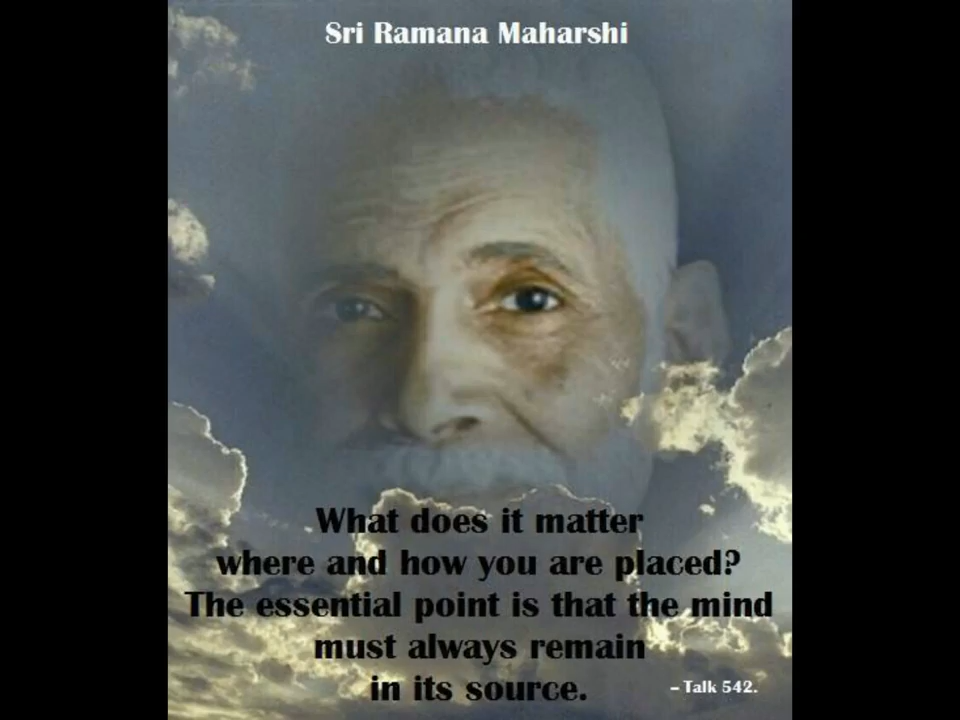 Sri Ramana Maharshi
What does it matter
where and how you are placed?
The essential point is that the mind
must always remain
in its source.
– Talk 542.